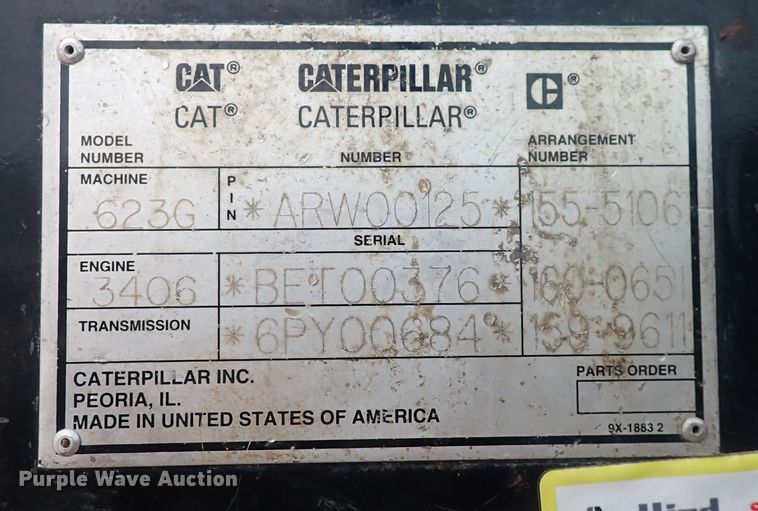 CAT® CATERPILLAR® C®
CAT® CATERPILLAR®
MODEL NUMBER NUMBER ARRANGEMENT NUMBER
MACHINE 623G PIN *ARW00125* 155-5106
SERIAL
ENGINE 3406 *BET00376* 160-0651
TRANSMISSION *6PY00684* 159-9611
CATERPILLAR INC.
PEORIA, IL.
MADE IN UNITED STATES OF AMERICA
PARTS ORDER
9X-1883 2
Purple Wave Auction